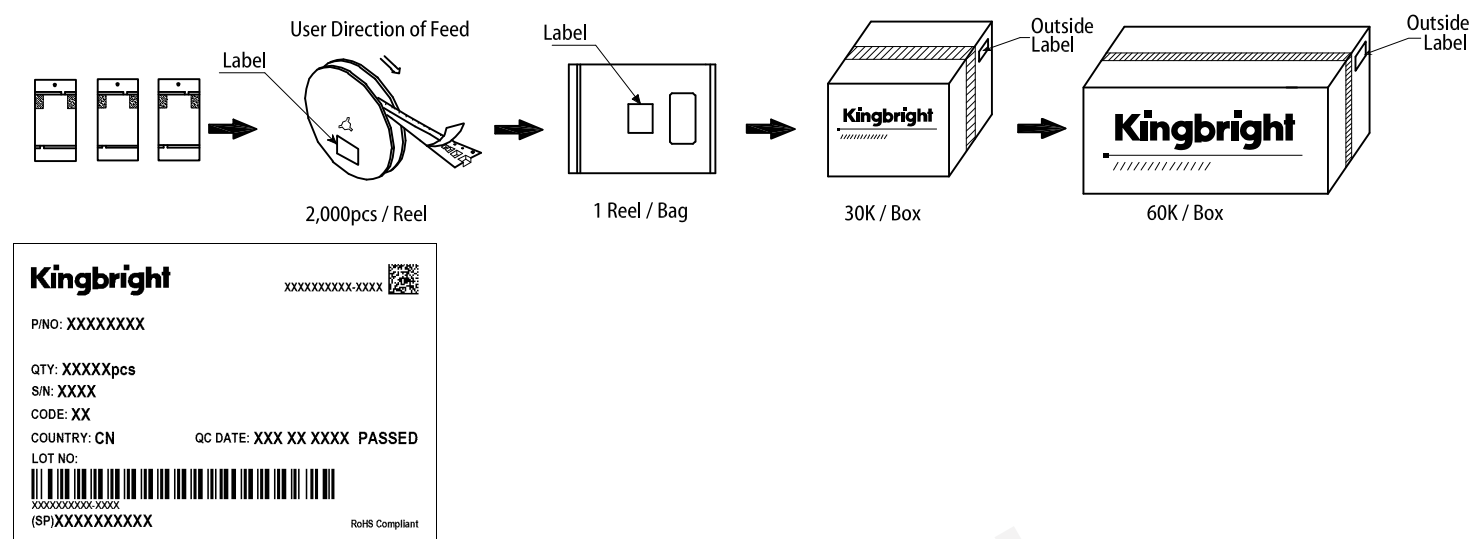 User Direction of Feed
Label
Label
Outside
Label
Outside
Label
Kingbright
Kingbright
2,000pcs / Reel
1 Reel / Bag
30K / Box
60K / Box
Kingbright
XXXXXXXXXX-XXXX
P/NO: XXXXXXXX
QTY: XXXXXpcs
S/N: XXXX
CODE: XX
COUNTRY: CN QC DATE: XXX XX XXXX PASSED
LOT NO:
XXXXXXXXXX-XXXX
(SP)XXXXXXXXXX RoHS Compliant